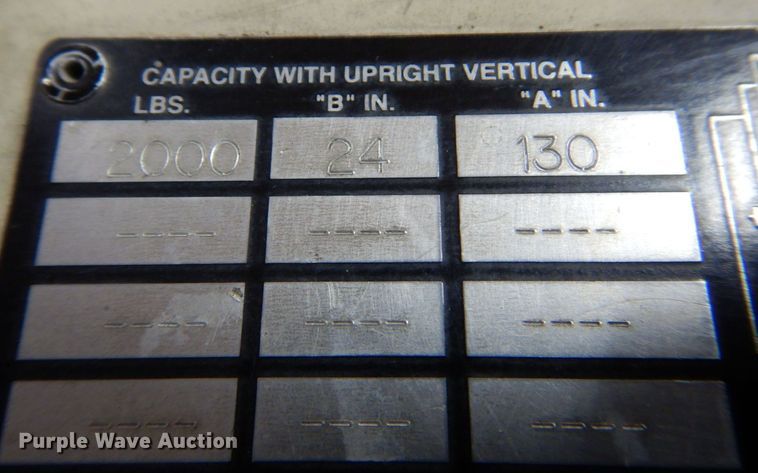 CAPACITY WITH UPRIGHT VERTICAL
LBS. "B" IN. "A" IN.
2000 24 130
---- ---- ----
---- ---- ----
---- ---- ----
Purple Wave Auction